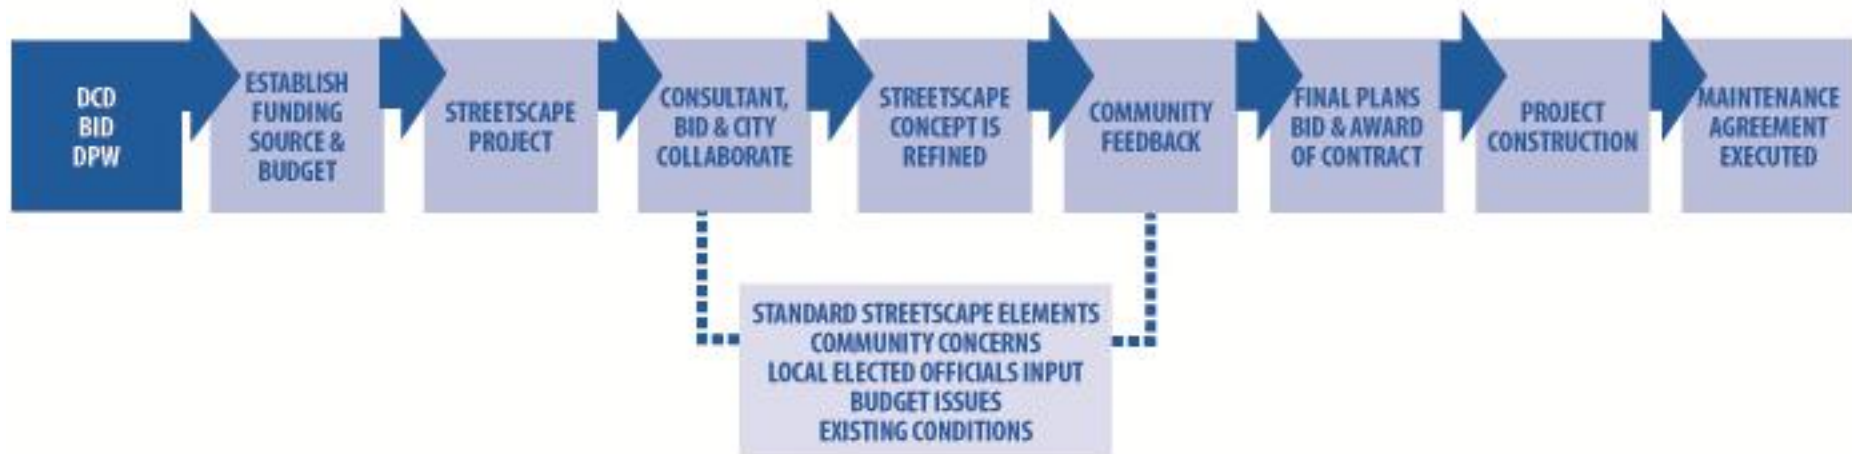 DCD
BID
DPW
ESTABLISH
FUNDING
SOURCE &
BUDGET
STREETSCAPE
PROJECT
CONSULTANT,
BID & CITY
COLLABORATE
STREETSCAPE
CONCEPT IS
REFINED
COMMUNITY
FEEDBACK
FINAL PLANS
BID & AWARD
OF CONTRACT
PROJECT
CONSTRUCTION
MAINTENANCE
AGREEMENT
EXECUTED
STANDARD STREETSCAPE ELEMENTS
COMMUNITY CONCERNS
LOCAL ELECTED OFFICIALS INPUT
BUDGET ISSUES
EXISTING CONDITIONS